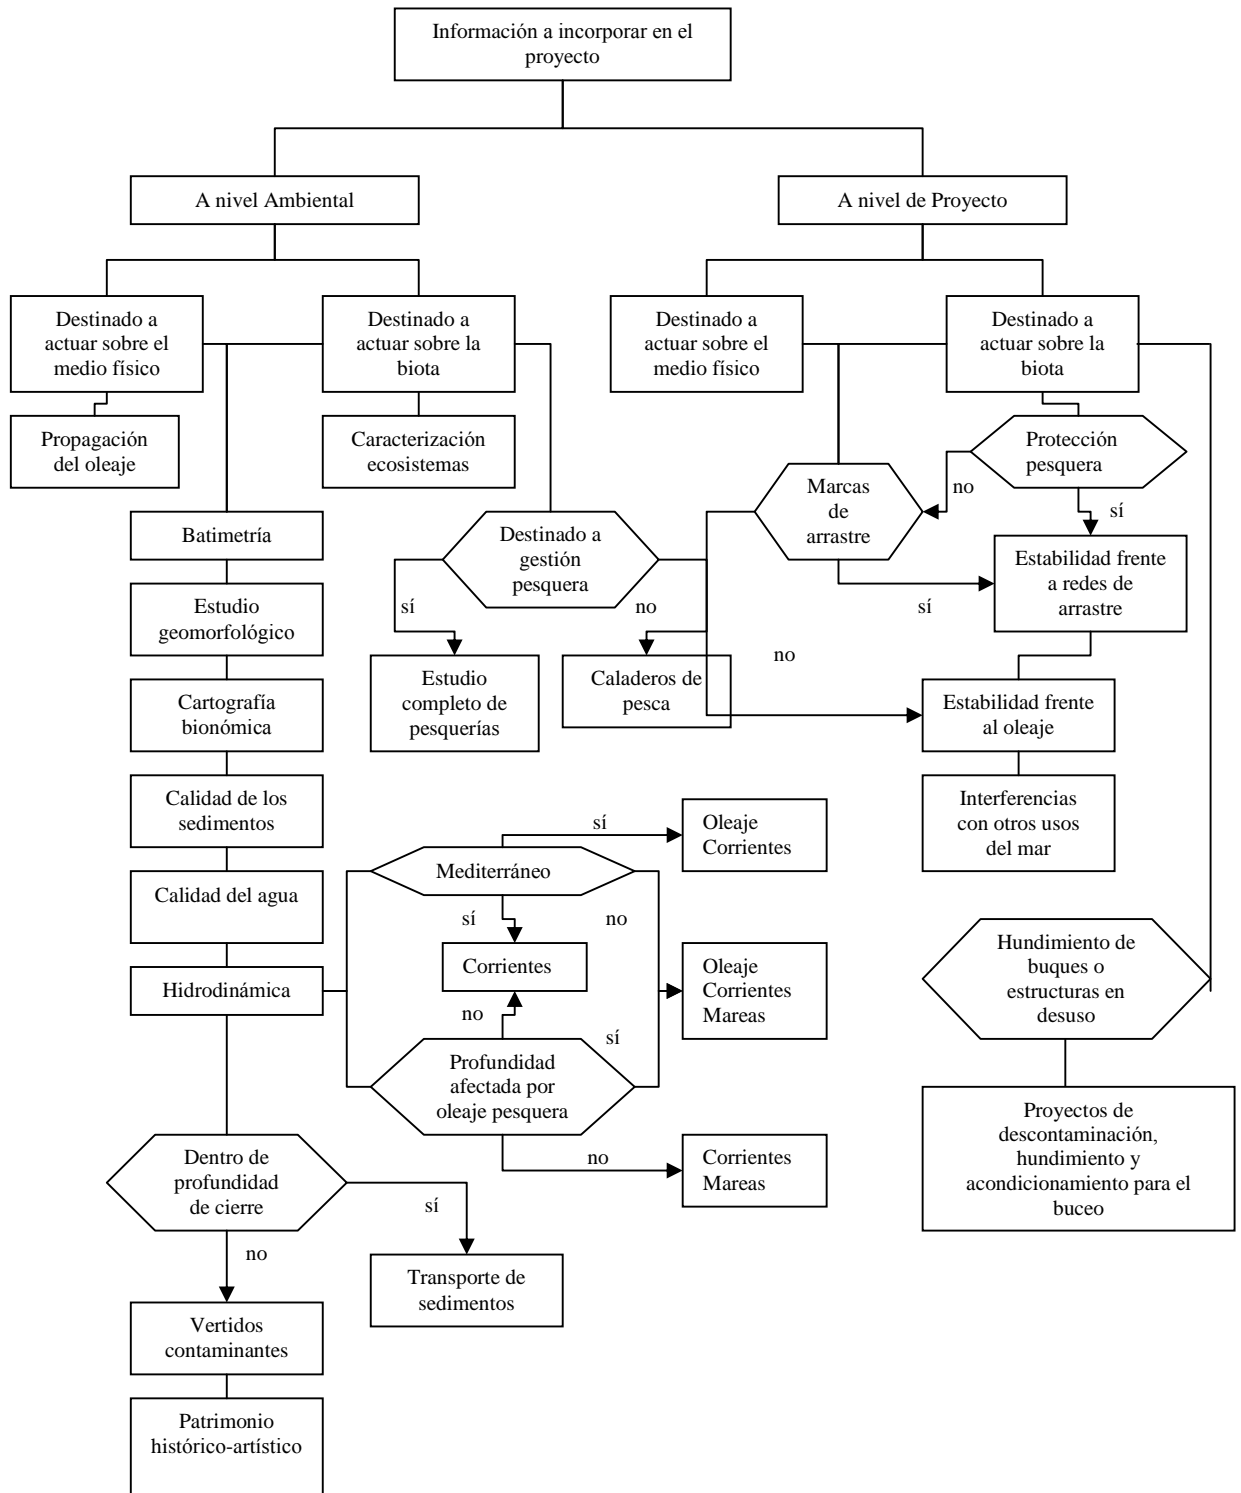 Información a incorporar en el
proyecto
A nivel Ambiental
A nivel de Proyecto
Destinado a
actuar sobre el
medio físico
Destinado a
actuar sobre la
biota
Destinado a
actuar sobre el
medio físico
Destinado a
actuar sobre la
biota
Propagación
del oleaje
Caracterización
ecosistemas
Protección
pesquera
Marcas
de
arrastre
no
sí
Batimetría
Destinado a
gestión
pesquera
Estabilidad frente
a redes de
arrastre
Estudio
geomorfológico
sí
no
sí
no
Cartografía
bionómica
Estudio
completo de
pesquerías
Caladeros de
pesca
Estabilidad frente
al oleaje
Calidad de los
sedimentos
Interferencias
con otros usos
del mar
sí
Oleaje
Corrientes
Mediterráneo
Calidad del agua
sí
no
Corrientes
Hidrodinámica
Oleaje
Corrientes
Mareas
Hundimiento de
buques o
estructuras en
desuso
no
sí
Profundidad
afectada por
oleaje pesquera
no
Corrientes
Mareas
Proyectos de
descontaminación,
hundimiento y
acondicionamiento para el
buceo
Dentro de
profundidad
de cierre
sí
no
Transporte de
sedimentos
Vertidos
contaminantes
Patrimonio
histórico-artístico